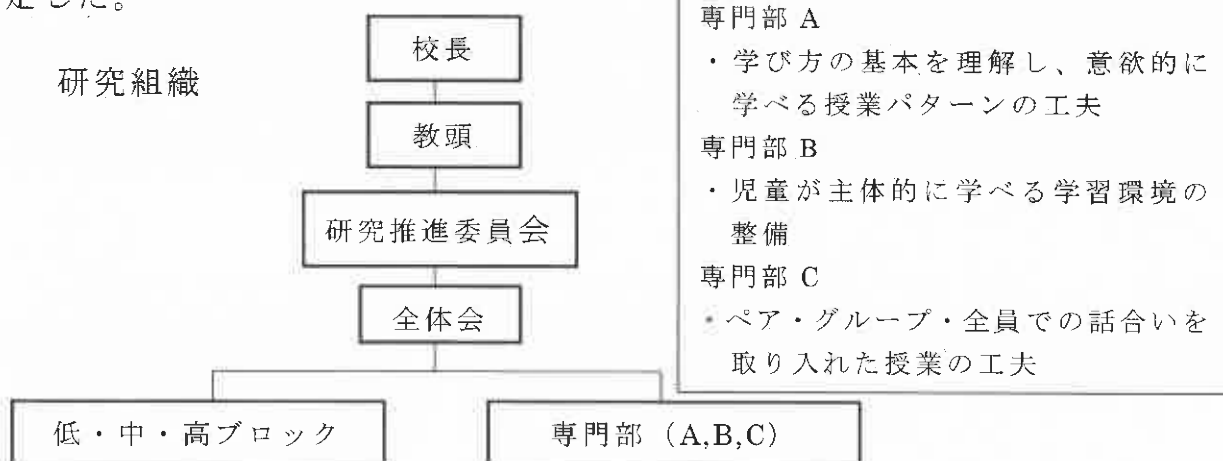 定した。
研究組織
校長
教頭
研究推進委員会
全体会
低・中・高ブロック
専門部（A,B,C）
専門部 A
・学び方の基本を理解し、意欲的に
学べる授業パターンの工夫
専門部 B
・児童が主体的に学べる学習環境の
整備
専門部 C
・ペア・グループ・全員での話合いを
取り入れた授業の工夫